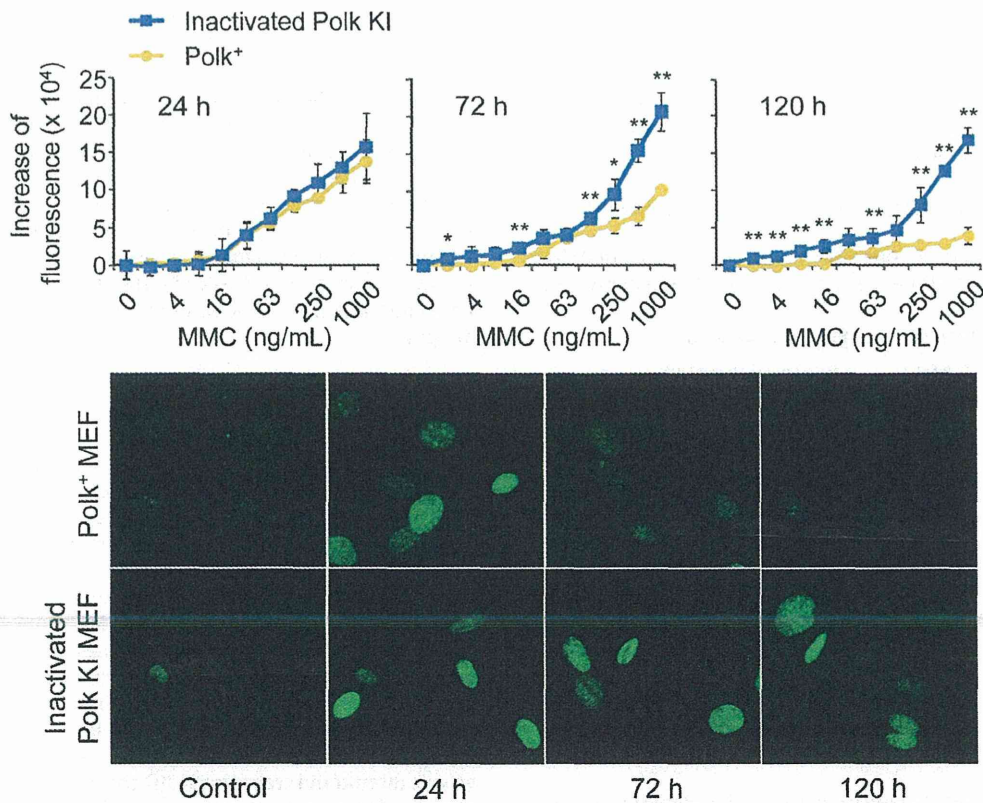 Inactivated Polk KI
Polk⁺
Increase of
fluorescence (x 10⁴)
25
20
15
10
5
0
24 h
0
4
16
63
250
1000
MMC (ng/mL)
72 h
*
**
**
*
**
**
0
4
16
63
250
1000
MMC (ng/mL)
120 h
**
**
**
**
**
**
**
**
0
4
16
63
250
1000
MMC (ng/mL)
Polk⁺ MEF
Inactivated
Polk KI MEF
Control
24 h
72 h
120 h